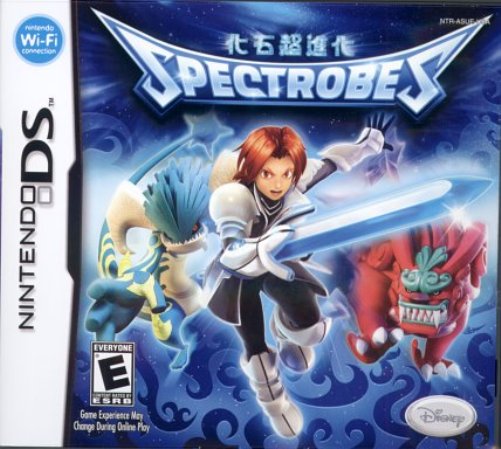 Nintendo
Wi-Fi
connection
NTR-ASUE-USA
化石超進化
SPECTROBES
NINTENDO DS™
EVERYONE
E
CONTENT RATED BY
ESRB
Game Experience May
Change During Online Play
Disney